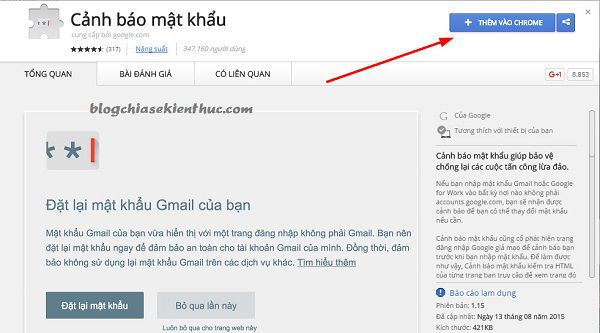 Cảnh báo mật khẩu
cung cấp bởi google.com
(317) Năng suất 347.160 người dùng
THÊM VÀO CHROME
TỔNG QUAN BÀI ĐÁNH GIÁ CÓ LIÊN QUAN
G+1 8.853
blogchiasekienthuc.com
Đặt lại mật khẩu Gmail của bạn
Mật khẩu Gmail của bạn vừa hiển thị với một trang đăng nhập không phải Gmail. Bạn nên
đặt lại mật khẩu ngay để đảm bảo an toàn cho tài khoản Gmail của mình. Đồng thời, đảm
bảo không sử dụng lại mật khẩu Gmail trên các dịch vụ khác. Tìm hiểu thêm
Đặt lại mật khẩu
Bỏ qua lần này
Luôn bỏ qua cho trang web này
Của Google
Tương thích với thiết bị của bạn
Cảnh báo mật khẩu giúp bảo vệ
chống lại các cuộc tấn công lừa đảo.
Nếu bạn nhập mật khẩu Gmail hoặc Google
for Work vào bất kỳ nơi nào không phải
accounts.google.com, bạn sẽ nhận được
cảnh báo để bạn có thể thay đổi mật khẩu
nếu cần.
Cảnh báo mật khẩu cũng cố phát hiện trang
đăng nhập Google giả mạo để cảnh báo bạn
trước khi bạn nhập mật khẩu. Để làm được
như vậy, Cảnh báo mật khẩu kiểm tra HTML
của từng trang bạn truy cập để xem trang đó
Báo cáo lạm dụng
Phiên bản: 1.15
Đã cập nhật: Ngày 13 tháng 08 năm 2015
Kích thước: 421KB